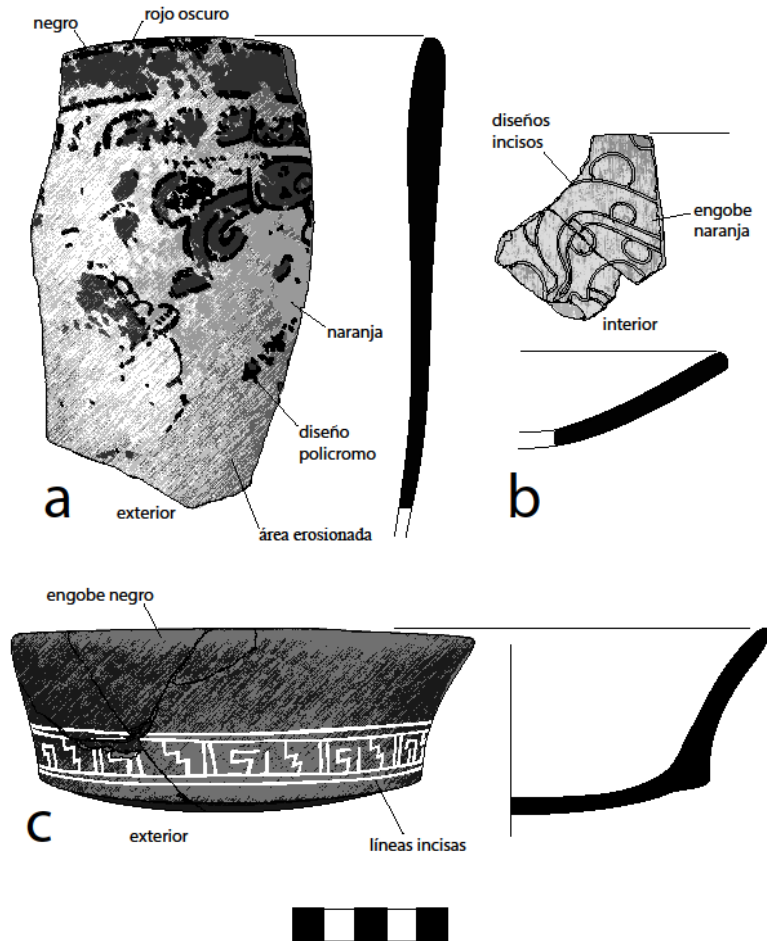 rojo oscuro
negro
diseños
incisos
engobe
naranja
interior
naranja
diseño
policromo
a
exterior
área erosionada
b
engobe negro
c
exterior
líneas incisas